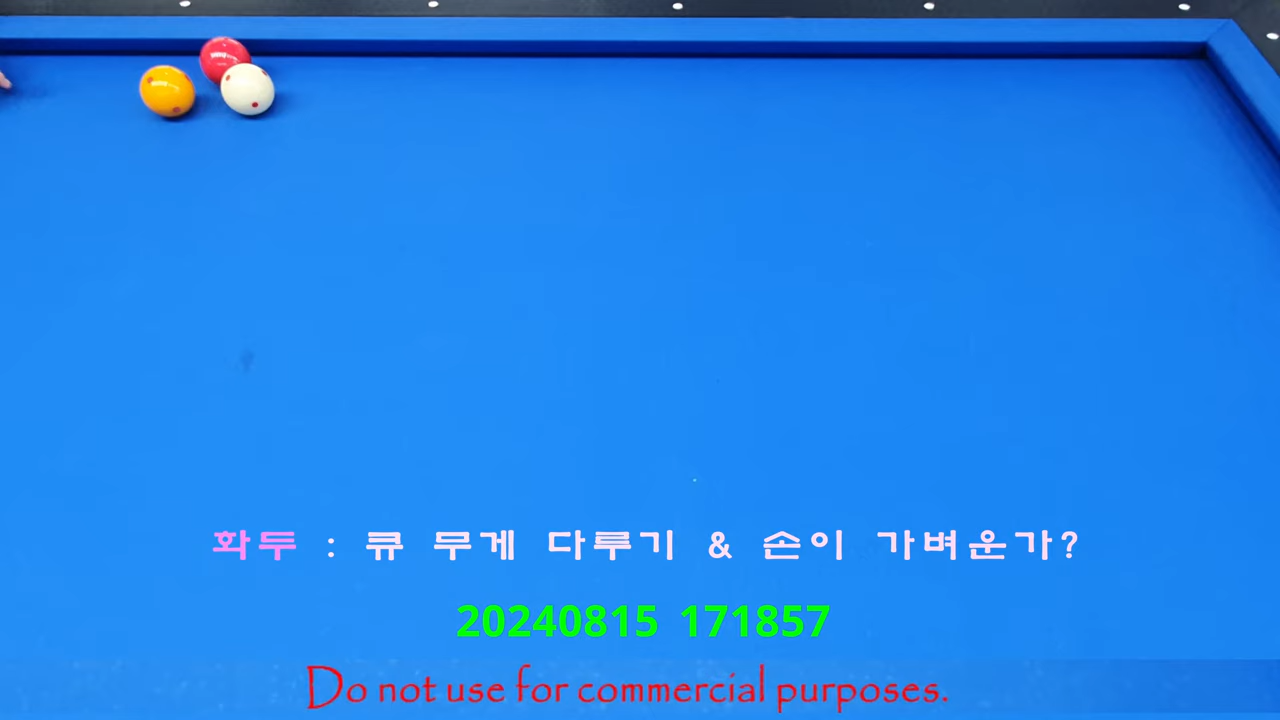 화두 : 큐 무게 다루기 & 손이 가벼운가?
20240815 171857
Do not use for commercial purposes.